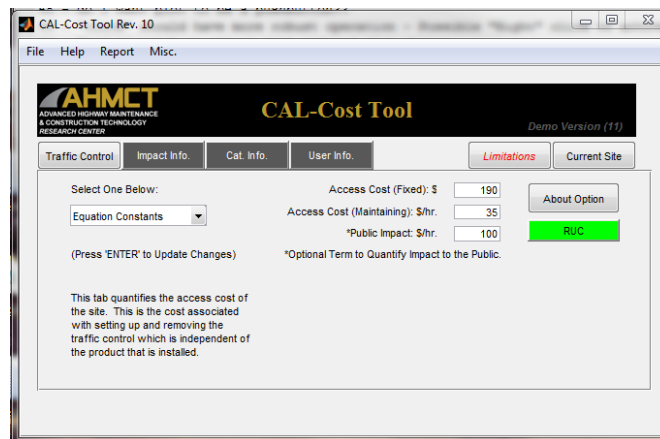 CAL-Cost Tool Rev. 10
File Help Report Misc.
AHMCT
ADVANCED HIGHWAY MAINTENANCE
& CONSTRUCTION TECHNOLOGY
RESEARCH CENTER
CAL-Cost Tool
Demo Version (11)
Traffic Control Impact Info. Cat. Info. User Info. Limitations Current Site
Select One Below:
Equation Constants
(Press 'ENTER' to Update Changes)
Access Cost (Fixed): $ 190
Access Cost (Maintaining): $/hr. 35
*Public Impact: $/hr. 100
*Optional Term to Quantify Impact to the Public.
About Option
RUC
This tab quantifies the access cost of
the site. This is the cost associated
with setting up and removing the
traffic control which is independent of
the product that is installed.